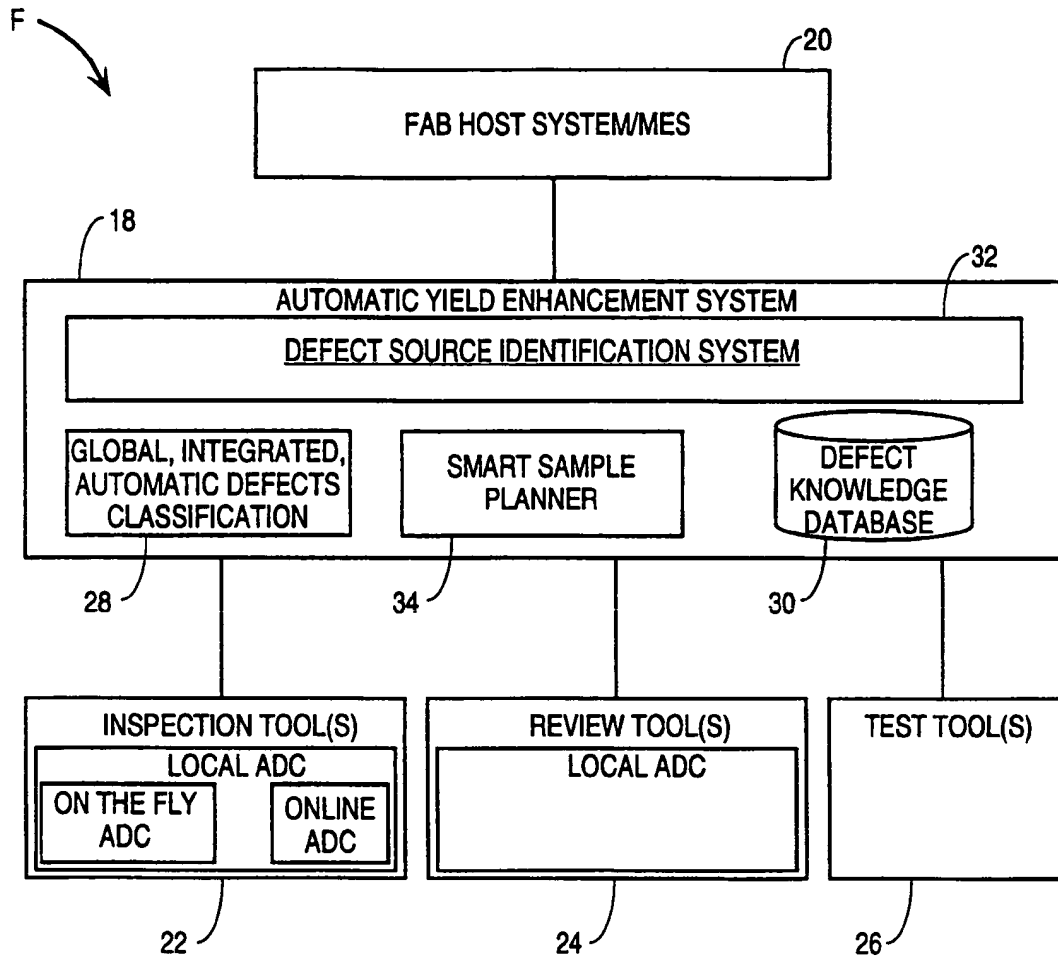 F
20
FAB HOST SYSTEM/MES
18
32
AUTOMATIC YIELD ENHANCEMENT SYSTEM
DEFECT SOURCE IDENTIFICATION SYSTEM
GLOBAL, INTEGRATED,
AUTOMATIC DEFECTS
CLASSIFICATION
SMART SAMPLE
PLANNER
DEFECT
KNOWLEDGE
DATABASE
28
34
30
INSPECTION TOOL(S)
LOCAL ADC
ON THE FLY
ADC
ONLINE
ADC
REVIEW TOOL(S)
LOCAL ADC
TEST TOOL(S)
22
24
26